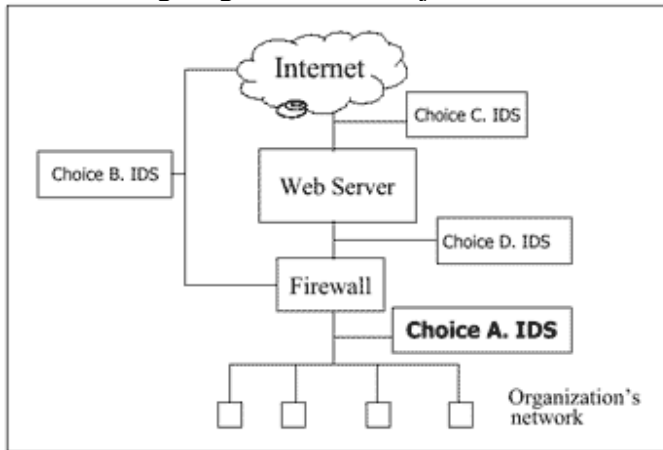 Internet
Choice C. IDS
Choice B. IDS
Web Server
Choice D. IDS
Firewall
Choice A. IDS
Organization's
network